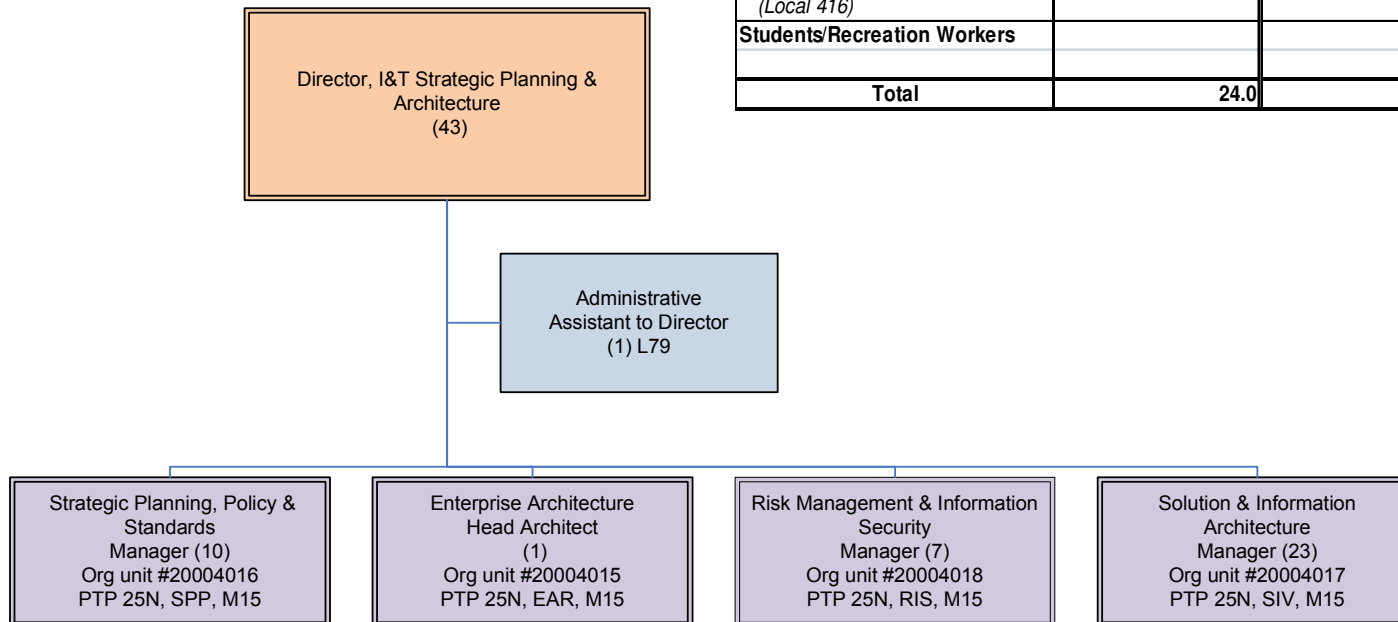 (Local 416)
Students/Recreation Workers
Total 24.0
Director, I&T Strategic Planning &
Architecture
(43)
Administrative
Assistant to Director
(1) L79
Strategic Planning, Policy &
Standards
Manager (10)
Org unit #20004016
PTP 25N, SPP, M15
Enterprise Architecture
Head Architect
(1)
Org unit #20004015
PTP 25N, EAR, M15
Risk Management & Information
Security
Manager (7)
Org unit #20004018
PTP 25N, RIS, M15
Solution & Information
Architecture
Manager (23)
Org unit #20004017
PTP 25N, SIV, M15